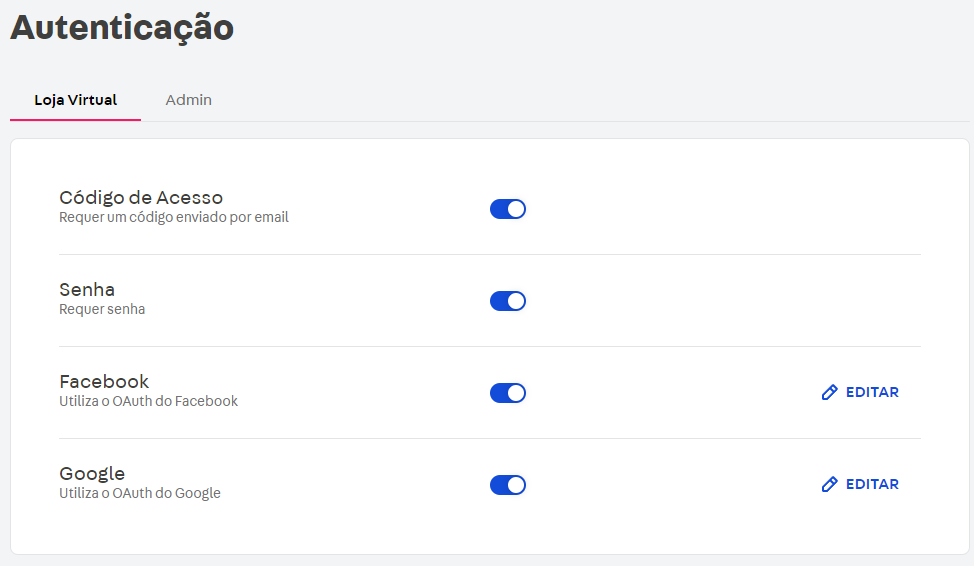 Autenticação
Loja Virtual Admin
Código de Acesso
Requer um código enviado por email
Senha
Requer senha
Facebook
Utiliza o OAuth do Facebook
EDITAR
Google
Utiliza o OAuth do Google
EDITAR